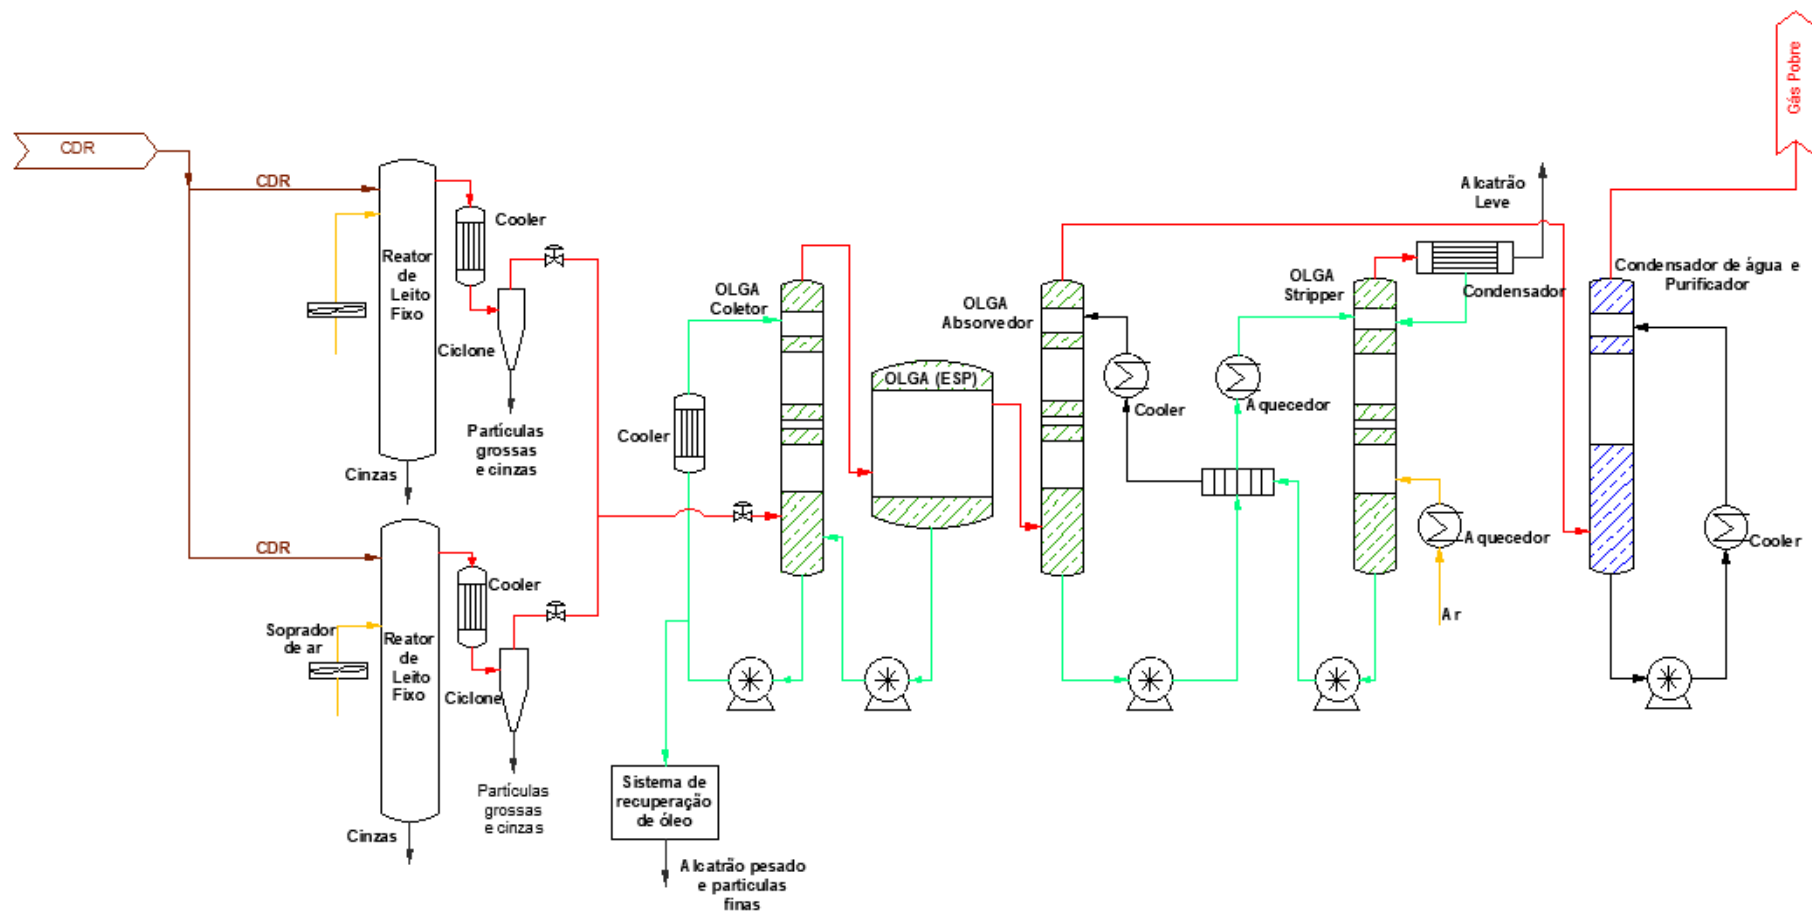 Gás Pobre
CDR
CDR
Reator
de
Leito
Fixo
Cooler
Ciclone
Partículas
grossas
e cinzas
Cinzas
CDR
Soprador
de ar
Reator
de
Leito
Fixo
Cooler
Ciclone
Partículas
grossas
e cinzas
Cinzas
OLGA
Coletor
Cooler
Sistema de
recuperação
de óleo
Alcatrão pesado
e particulas
finas
OLGA (ESP)
OLGA
Absorvedor
Cooler
Aquecedor
OLGA
Stripper
Alcatrão
Leve
Condensador
Aquecedor
Ar
Condensador de água e
Purificador
Cooler